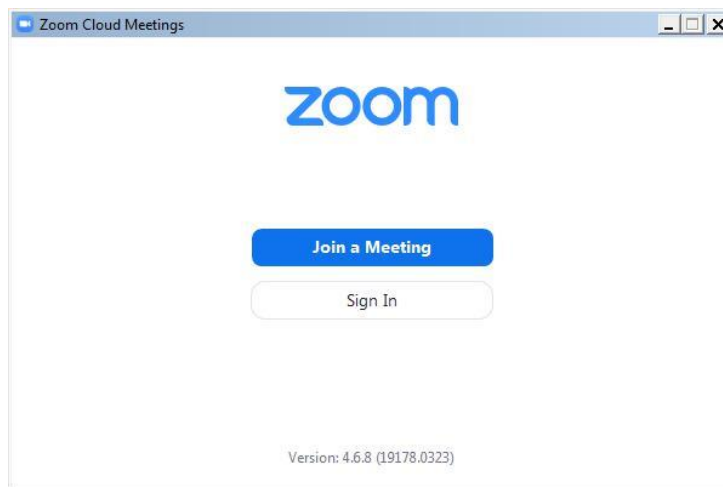 Zoom Cloud Meetings
zoom
Join a Meeting
Sign In
Version: 4.6.8 (19178.0323)